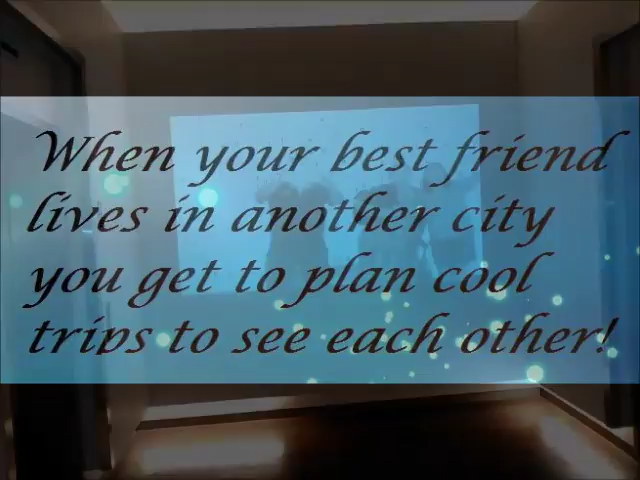 When your best friend
lives in another city
you get to plan cool
trips to see each other!